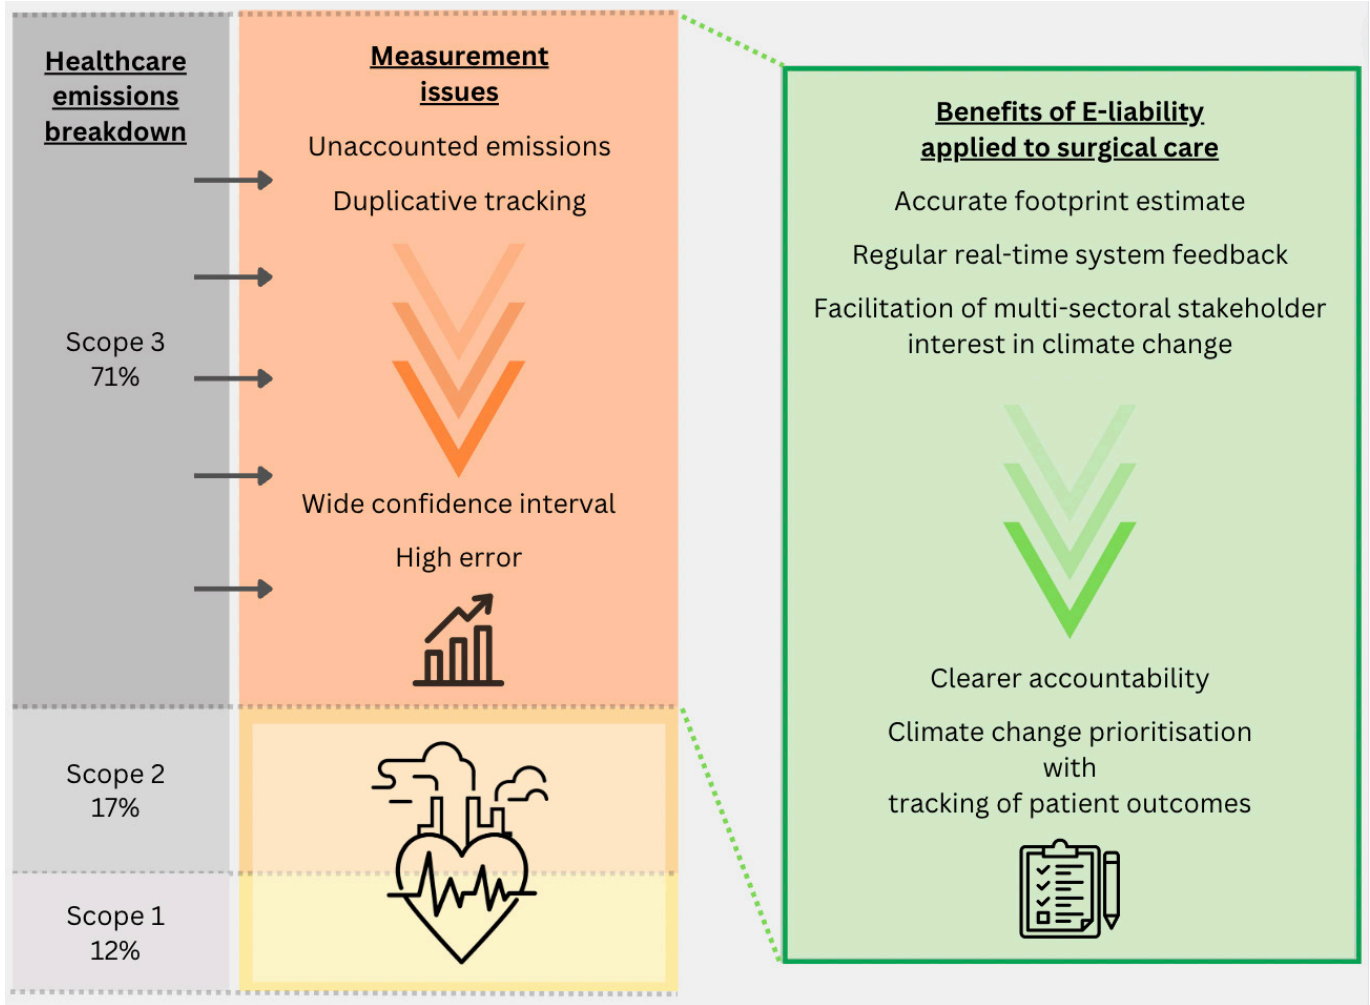 Healthcare
emissions
breakdown
Scope 3
71%
Scope 2
17%
Scope 1
12%
Measurement
issues
Unaccounted emissions
Duplicative tracking
Wide confidence interval
High error
Benefits of E-liability
applied to surgical care
Accurate footprint estimate
Regular real-time system feedback
Facilitation of multi-sectoral stakeholder
interest in climate change
Clearer accountability
Climate change prioritisation
with
tracking of patient outcomes